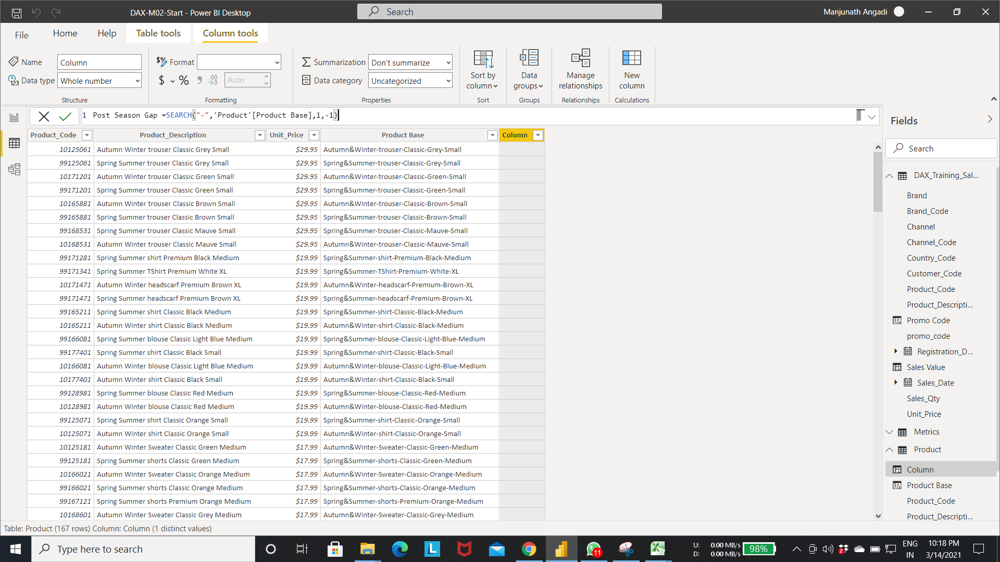 DAX-M02-Start - Power BI Desktop
Search
Manjunath Angadi
File
Home
Help
Table tools
Column tools
Name
Column
Data type
Whole number
Structure
Format
$
%
Auto
Formatting
Summarization
Don't summarize
Data category
Uncategorized
Properties
Sort by
column
Sort
Data
groups
Groups
Manage
relationships
Relationships
New
column
Calculations
1 Post Season Gap =SEARCH("-",'Product'[Product Base],1,-1)
Product_Code Product_Description Unit_Price Product Base Column
10125061 Autumn Winter trouser Classic Grey Small $29.95 Autumn&Winter-trouser-Classic-Grey-Small
99125061 Spring Summer trouser Classic Grey Small $29.95 Spring&Summer-trouser-Classic-Grey-Small
10171201 Autumn Winter trouser Classic Green Small $29.95 Autumn&Winter-trouser-Classic-Green-Small
99171201 Spring Summer trouser Classic Green Small $29.95 Spring&Summer-trouser-Classic-Green-Small
10165881 Autumn Winter trouser Classic Brown Small $29.95 Autumn&Winter-trouser-Classic-Brown-Small
99165881 Spring Summer trouser Classic Brown Small $29.95 Spring&Summer-trouser-Classic-Brown-Small
99168531 Spring Summer trouser Classic Mauve Small $29.95 Spring&Summer-trouser-Classic-Mauve-Small
10168531 Autumn Winter trouser Classic Mauve Small $29.95 Autumn&Winter-trouser-Classic-Mauve-Small
99171281 Spring Summer shirt Premium Black Medium $19.99 Spring&Summer-shirt-Premium-Black-Medium
99171341 Spring Summer TShirt Premium White XL $19.99 Spring&Summer-TShirt-Premium-White-XL
10171471 Autumn Winter headscarf Premium Brown XL $19.99 Autumn&Winter-headscarf-Premium-Brown-XL
99171471 Spring Summer headscarf Premium Brown XL $19.99 Spring&Summer-headscarf-Premium-Brown-XL
99165211 Spring Summer shirt Classic Black Medium $19.99 Spring&Summer-shirt-Classic-Black-Medium
10165211 Autumn Winter shirt Classic Black Medium $19.99 Autumn&Winter-shirt-Classic-Black-Medium
99166081 Spring Summer blouse Classic Light Blue Medium $19.99 Spring&Summer-blouse-Classic-Light-Blue-Medium
99177401 Spring Summer shirt Classic Black Small $19.99 Spring&Summer-shirt-Classic-Black-Small
10166081 Autumn Winter blouse Classic Light Blue Medium $19.99 Autumn&Winter-blouse-Classic-Light-Blue-Medium
10177401 Autumn Winter shirt Classic Black Small $19.99 Autumn&Winter-shirt-Classic-Black-Small
99128981 Spring Summer blouse Classic Red Medium $19.99 Spring&Summer-blouse-Classic-Red-Medium
10128981 Autumn Winter blouse Classic Red Medium $19.99 Autumn&Winter-blouse-Classic-Red-Medium
99125071 Spring Summer shirt Classic Orange Small $19.99 Spring&Summer-shirt-Classic-Orange-Small
10125071 Autumn Winter shirt Classic Orange Small $19.99 Autumn&Winter-shirt-Classic-Orange-Small
10125181 Autumn Winter Sweater Classic Green Medium $17.99 Autumn&Winter-Sweater-Classic-Green-Medium
99125181 Spring Summer shorts Classic Green Medium $17.99 Spring&Summer-shorts-Classic-Green-Medium
10166021 Autumn Winter Sweater Classic Orange Medium $17.99 Autumn&Winter-Sweater-Classic-Orange-Medium
99166021 Spring Summer shorts Classic Orange Medium $17.99 Spring&Summer-shorts-Classic-Orange-Medium
99167121 Spring Summer shorts Premium Orange Medium $17.99 Spring&Summer-shorts-Premium-Orange-Medium
10168601 Autumn Winter Sweater Classic Grey Medium $17.99 Autumn&Winter-Sweater-Classic-Grey-Medium
Fields
Search
DAX_Training_Sal...
Brand
Brand_Code
Channel
Channel_Code
Country_Code
Customer_Code
Product_Code
Product_Descripti...
Promo Code
promo_code
Registration_D...
Sales Value
Sales_Date
Sales_Qty
Unit_Price
Metrics
Product
Column
Product Base
Product_Code
Product_Descripti...
Table: Product (167 rows) Column: Column (1 distinct values)
Type here to search
L
11
U: 0.00 MB/s
D: 0.00 MB/s
98%
2
ENG
IN
10:18 PM
3/14/2021